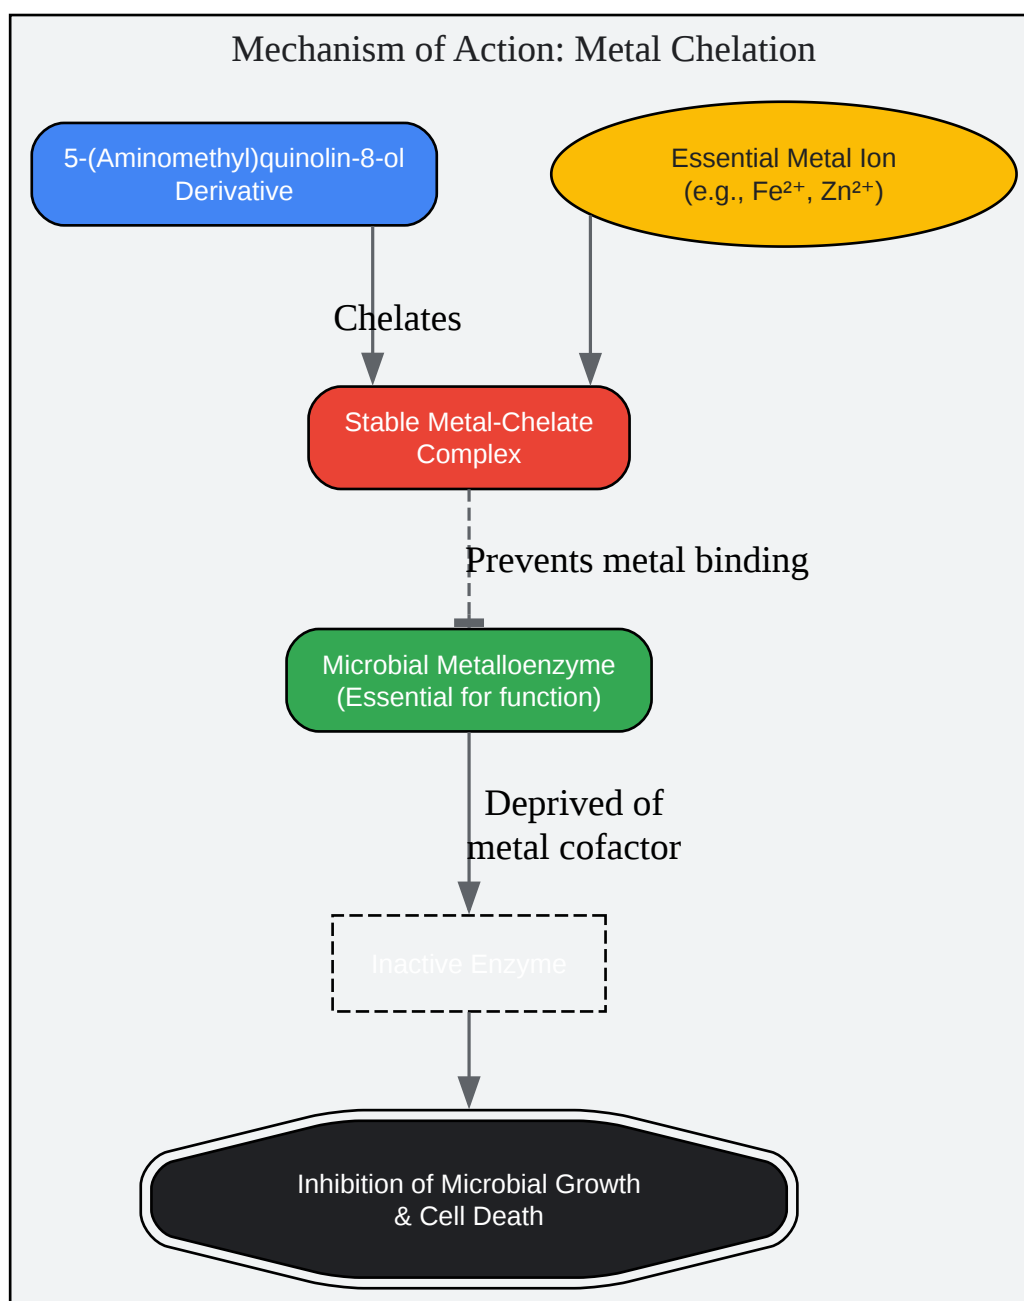 Mechanism of Action: Metal Chelation
5-(Aminomethyl)quinolin-8-ol
Derivative
Essential Metal Ion
(e.g., Fe²⁺, Zn²⁺)
Chelates
Stable Metal-Chelate
Complex
Prevents metal binding
Microbial Metalloenzyme
(Essential for function)
Deprived of
metal cofactor
Inactive Enzyme
Inhibition of Microbial Growth
& Cell Death